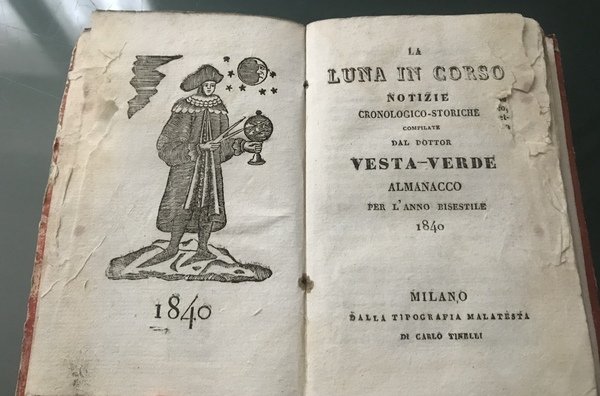 1840
LA
LUNA IN CORSO
NOTIZIE
CRONOLOGICO-STORICHE
COMPILATE
DAL DOTTOR
VESTA-VERDE
ALMANACCO
PER L'ANNO BISESTILE
1840
MILANO
DALLA TIPOGRAFIA MALATESTA
DI CARLO TINELLI